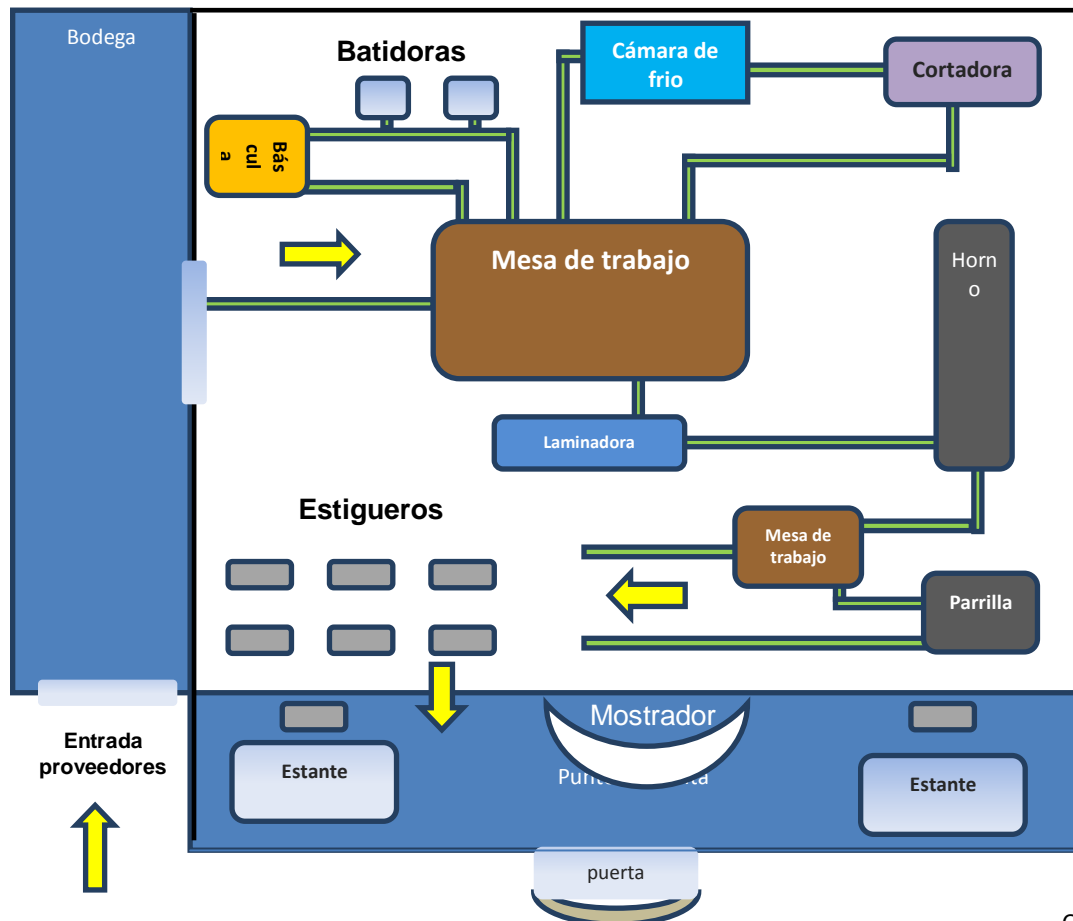 Bodega
Batidoras
Cámara de
frio
Cortadora
Bás
cul
a
Mesa de trabajo
Horn
o
Laminadora
Estigueros
Mesa de
trabajo
Parrilla
Mostrador
Entrada
proveedores
Estante
Estante
puerta